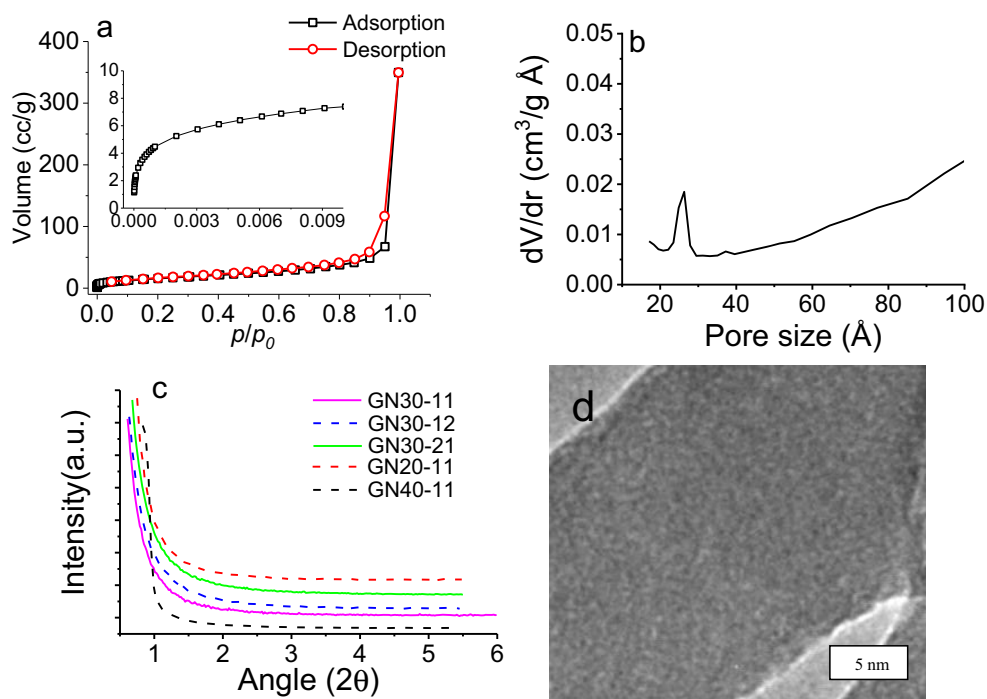 a
Adsorption
Desorption
400
300
200
100
0
Volume (cc/g)
10
8
6
4
2
0
0.000 0.003 0.006 0.009
0.0 0.2 0.4 0.6 0.8 1.0
p/p0
b
0.05
0.04
0.03
0.02
0.01
0.00
dV/dr (cm³/g Å)
20 40 60 80 100
Pore size (Å)
c
GN30-11
GN30-12
GN30-21
GN20-11
GN40-11
Intensity(a.u.)
1 2 3 4 5 6
Angle (2θ)
d
5 nm